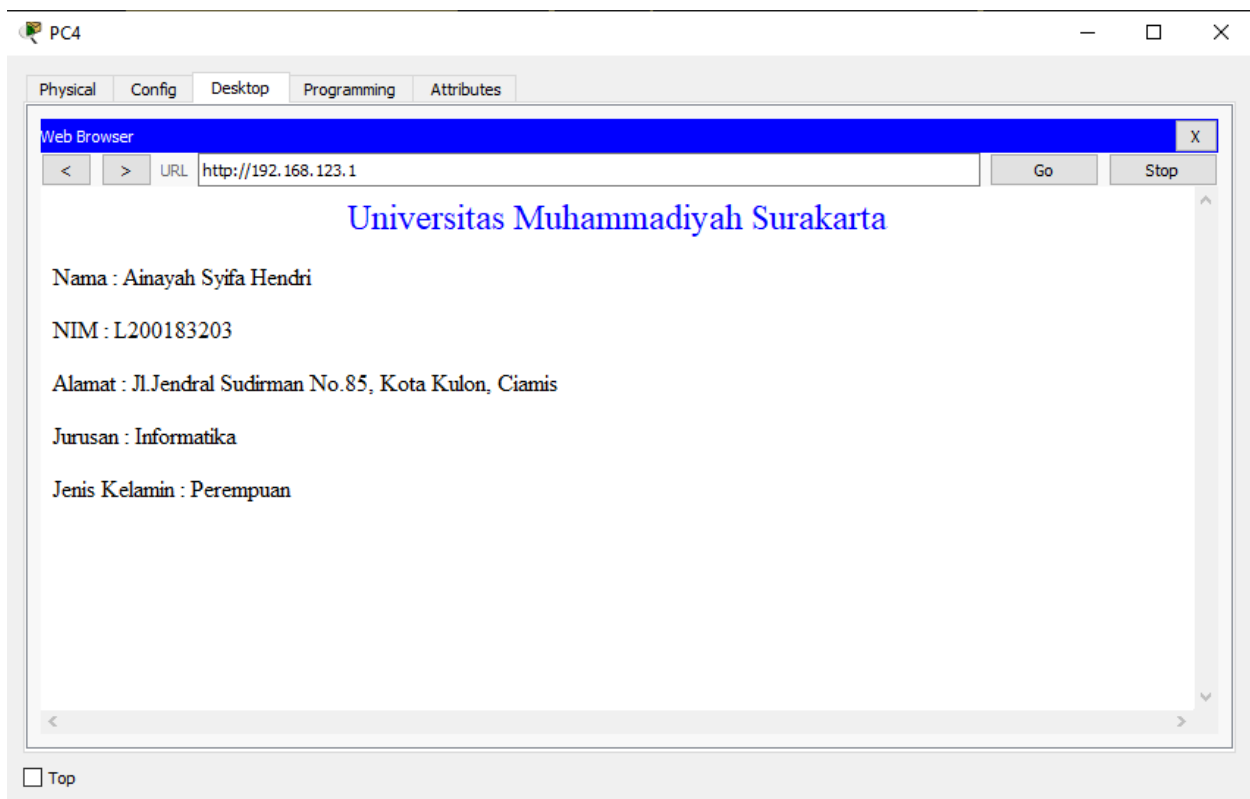 PC4
Physical Config Desktop Programming Attributes
Web Browser X
< > URL http://192.168.123.1 Go Stop
Universitas Muhammadiyah Surakarta
Nama : Ainayah Syifa Hendri
NIM : L200183203
Alamat : Jl.Jendral Sudirman No.85, Kota Kulon, Ciamis
Jurusan : Informatika
Jenis Kelamin : Perempuan
Top